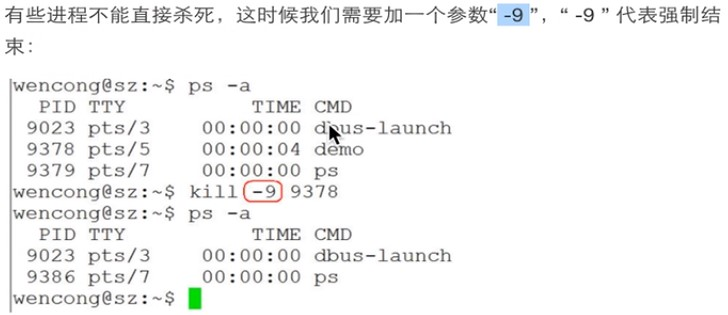 有些进程不能直接杀死，这时候我们需要加一个参数“ -9 ”，“ -9 ” 代表强制结
束：
wencong@sz:~$ ps -a
PID TTY TIME CMD
9023 pts/3 00:00:00 dbus-launch
9378 pts/5 00:00:04 demo
9379 pts/7 00:00:00 ps
wencong@sz:~$ kill -9 9378
wencong@sz:~$ ps -a
PID TTY TIME CMD
9023 pts/3 00:00:00 dbus-launch
9386 pts/7 00:00:00 ps
wencong@sz:~$